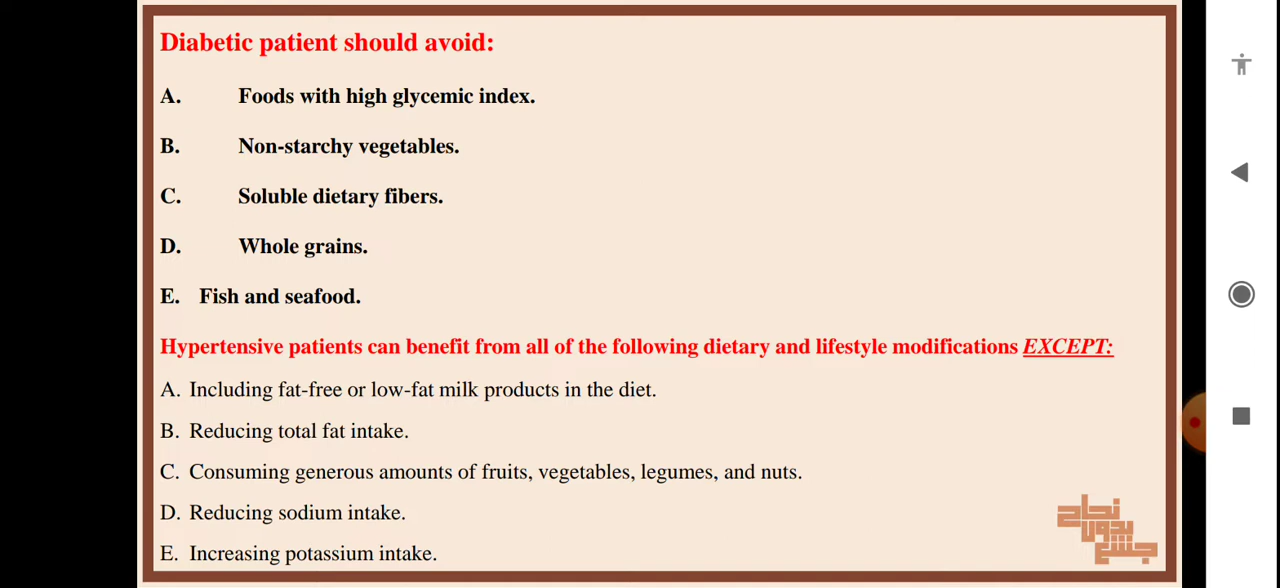 Diabetic patient should avoid:
A. Foods with high glycemic index.
B. Non-starchy vegetables.
C. Soluble dietary fibers.
D. Whole grains.
E. Fish and seafood.
Hypertensive patients can benefit from all of the following dietary and lifestyle modifications EXCEPT:
A. Including fat-free or low-fat milk products in the diet.
B. Reducing total fat intake.
C. Consuming generous amounts of fruits, vegetables, legumes, and nuts.
D. Reducing sodium intake.
E. Increasing potassium intake.
نجاح
بدون
جشع